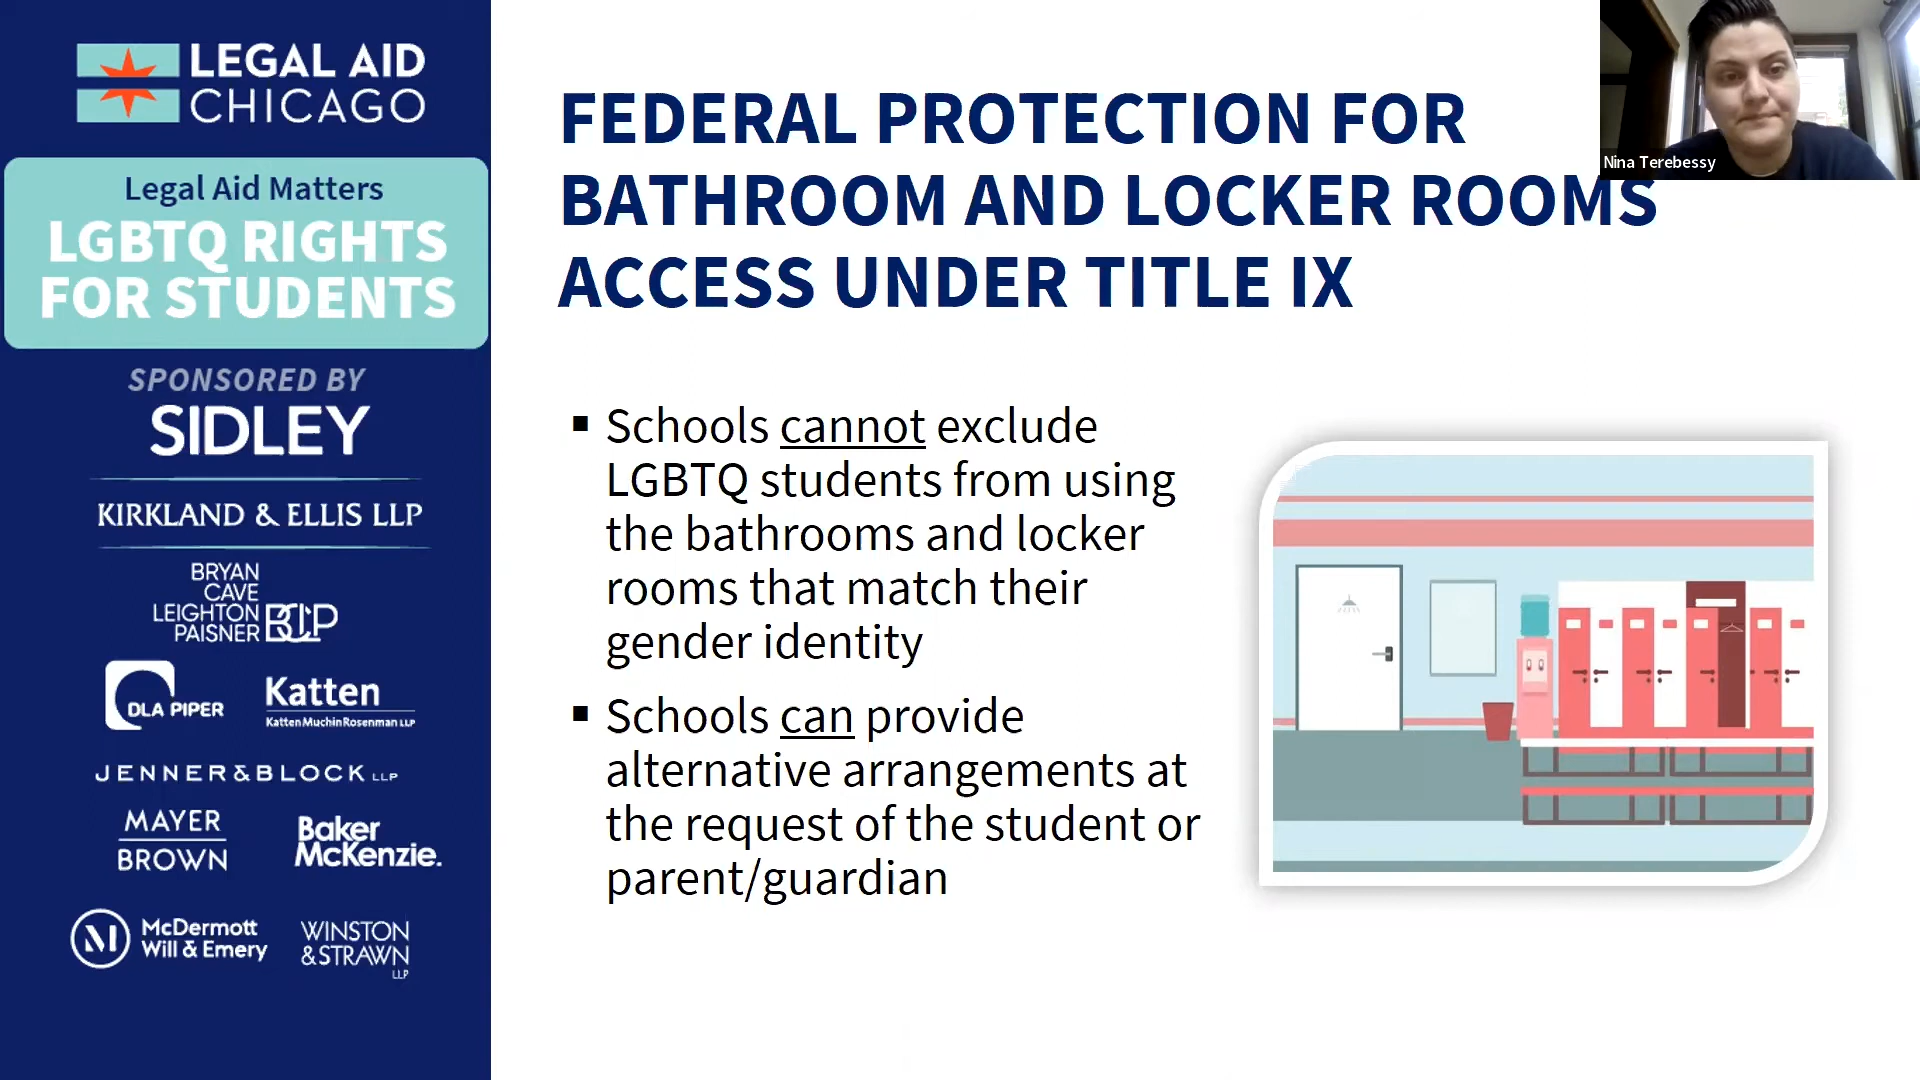 LEGAL AID
CHICAGO
Legal Aid Matters
LGBTQ RIGHTS
FOR STUDENTS
SPONSORED BY
SIDLEY
KIRKLAND & ELLIS LLP
BRYAN
CAVE
LEIGHTON
PAISNER BCLP
DLA PIPER
Katten
KattenMuchinRosenman LLP
JENNER&BLOCK LLP
MAYER
BROWN
Baker
McKenzie.
M
McDermott
Will & Emery
WINSTON
&STRAWN
LLP
FEDERAL PROTECTION FOR
BATHROOM AND LOCKER ROOMS
ACCESS UNDER TITLE IX
▪ Schools cannot exclude
LGBTQ students from using
the bathrooms and locker
rooms that match their
gender identity
▪ Schools can provide
alternative arrangements at
the request of the student or
parent/guardian
Nina Terebessy